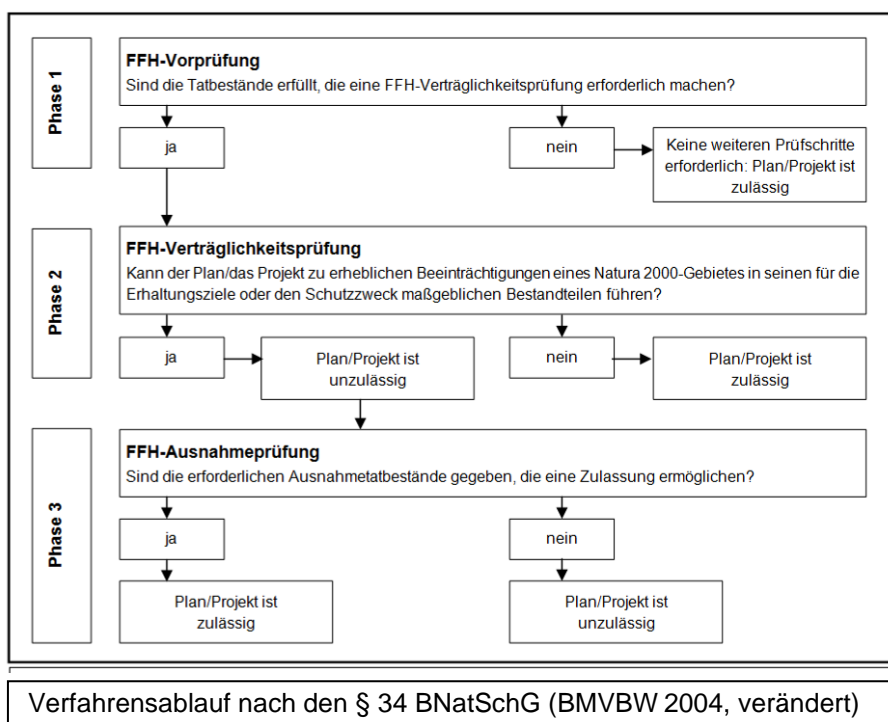 Phase 1
FFH-Vorprüfung
Sind die Tatbestände erfüllt, die eine FFH-Verträglichkeitsprüfung erforderlich machen?
ja
nein
Keine weiteren Prüfschritte
erforderlich: Plan/Projekt ist
zulässig
Phase 2
FFH-Verträglichkeitsprüfung
Kann der Plan/das Projekt zu erheblichen Beeinträchtigungen eines Natura 2000-Gebietes in seinen für die
Erhaltungsziele oder den Schutzzweck maßgeblichen Bestandteilen führen?
ja
Plan/Projekt ist
unzulässig
nein
Plan/Projekt ist
zulässig
Phase 3
FFH-Ausnahmeprüfung
Sind die erforderlichen Ausnahmetatbestände gegeben, die eine Zulassung ermöglichen?
ja
nein
Plan/Projekt ist
zulässig
Plan/Projekt ist
unzulässig
Verfahrensablauf nach den § 34 BNatSchG (BMVBW 2004, verändert)